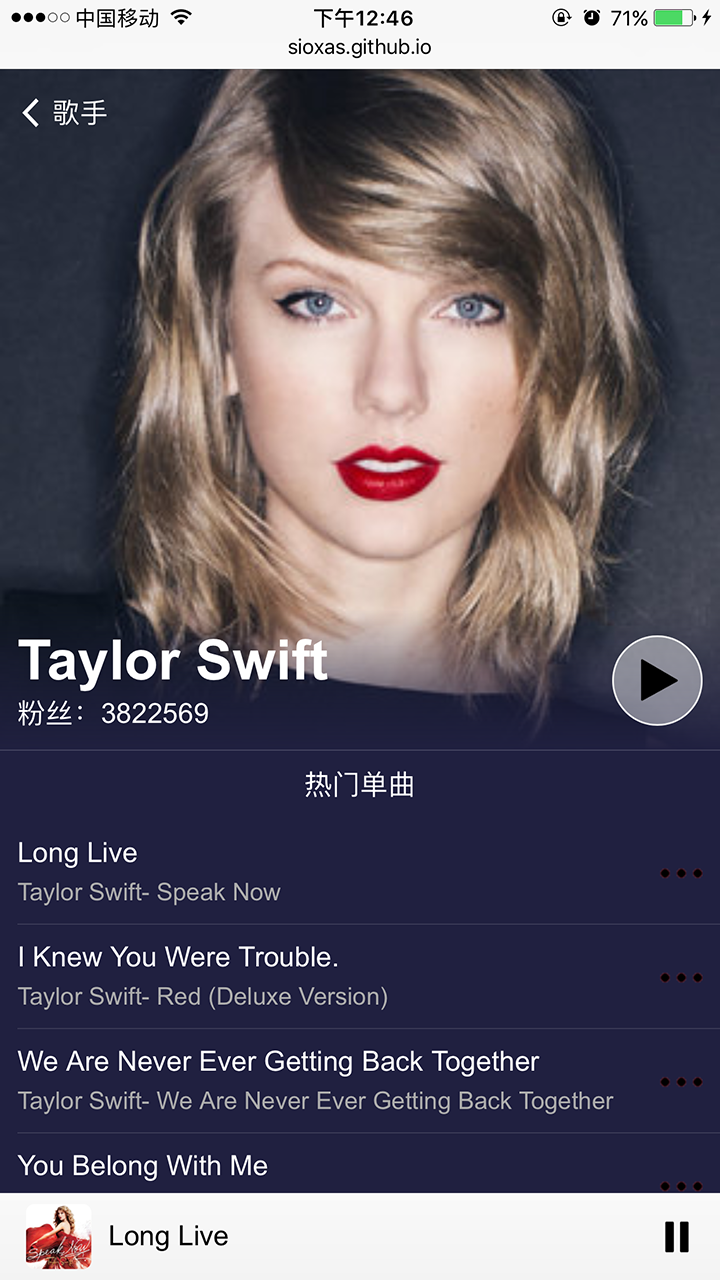 中国移动 下午12:46 71%
sioxas.github.io
歌手
Taylor Swift
粉丝：3822569
热门单曲
Long Live
Taylor Swift- Speak Now
I Knew You Were Trouble.
Taylor Swift- Red (Deluxe Version)
We Are Never Ever Getting Back Together
Taylor Swift- We Are Never Ever Getting Back Together
You Belong With Me
Speak Now
Long Live